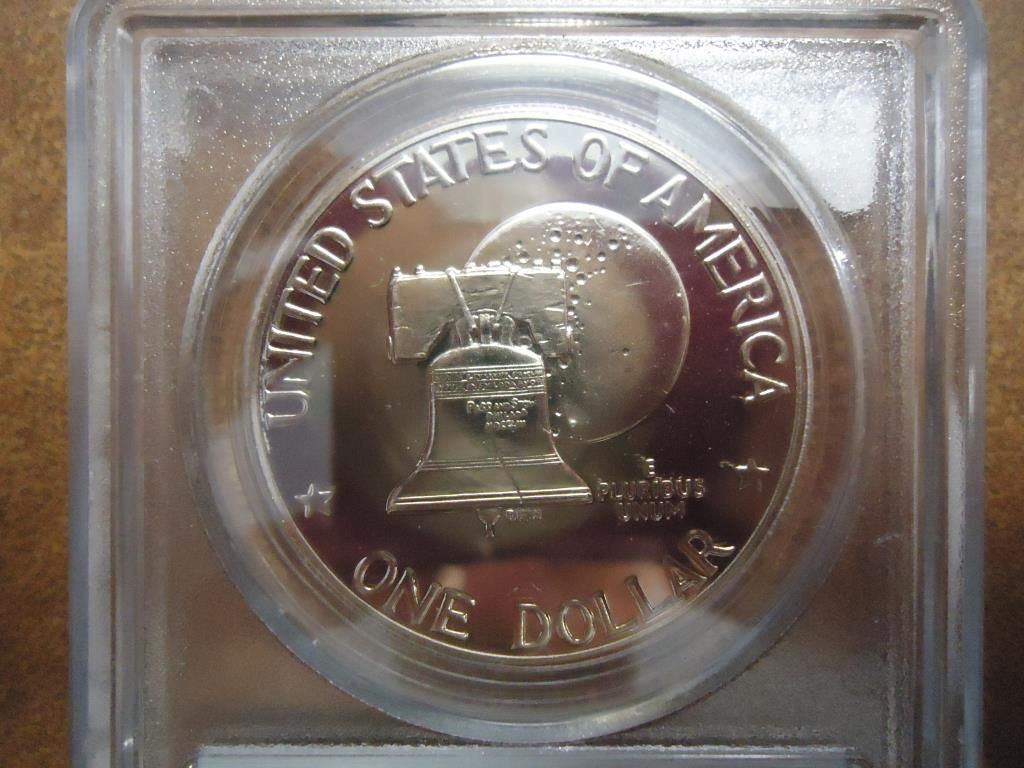 UNITED STATES OF AMERICA
E
PLURIBUS
UNUM
ONE DOLLAR